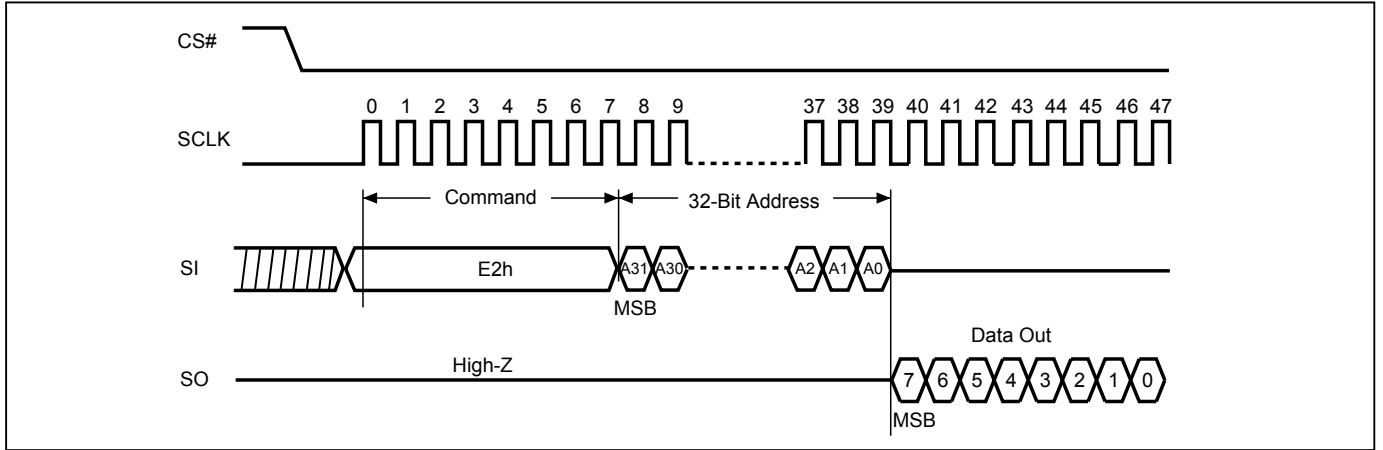 CS#
0 1 2 3 4 5 6 7 8 9 37 38 39 40 41 42 43 44 45 46 47
SCLK
Command 32-Bit Address
SI E2h A31 A30 A2 A1 A0
MSB
Data Out
High-Z
SO 7 6 5 4 3 2 1 0
MSB